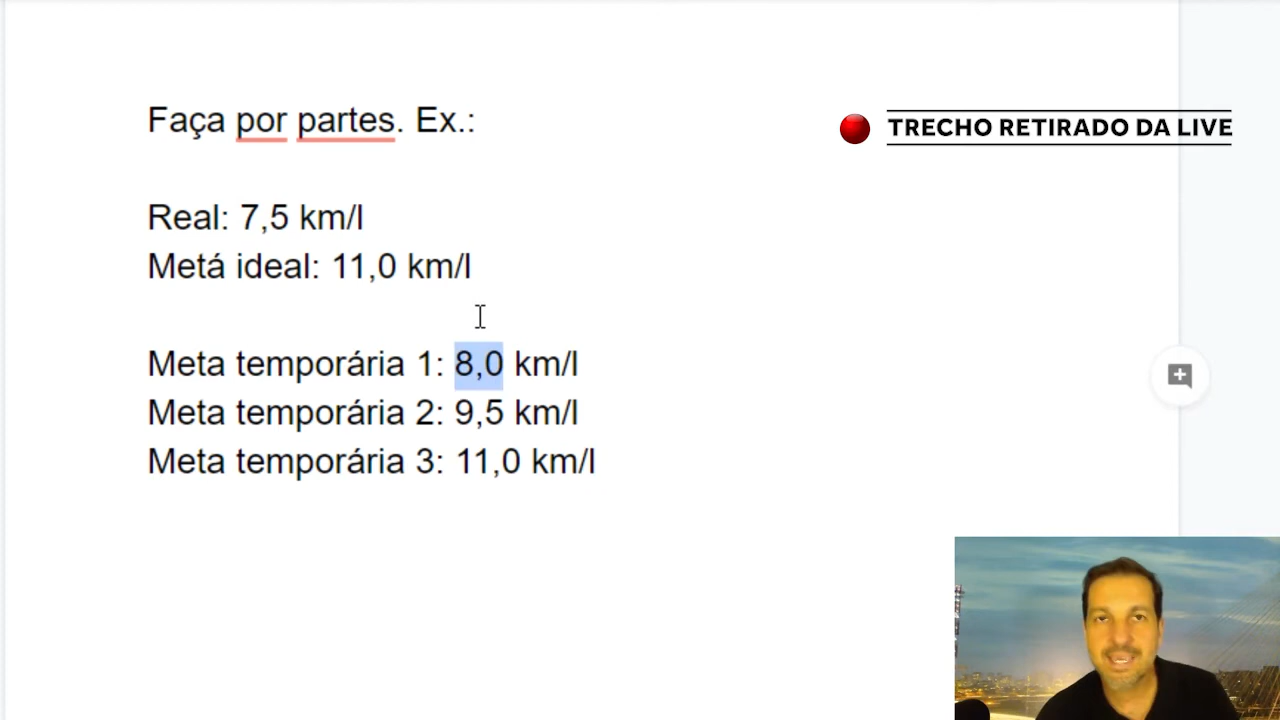 Faça por partes. Ex.:
TRECHO RETIRADO DA LIVE
Real: 7,5 km/l
Metá ideal: 11,0 km/l
Meta temporária 1: 8,0 km/l
Meta temporária 2: 9,5 km/l
Meta temporária 3: 11,0 km/l